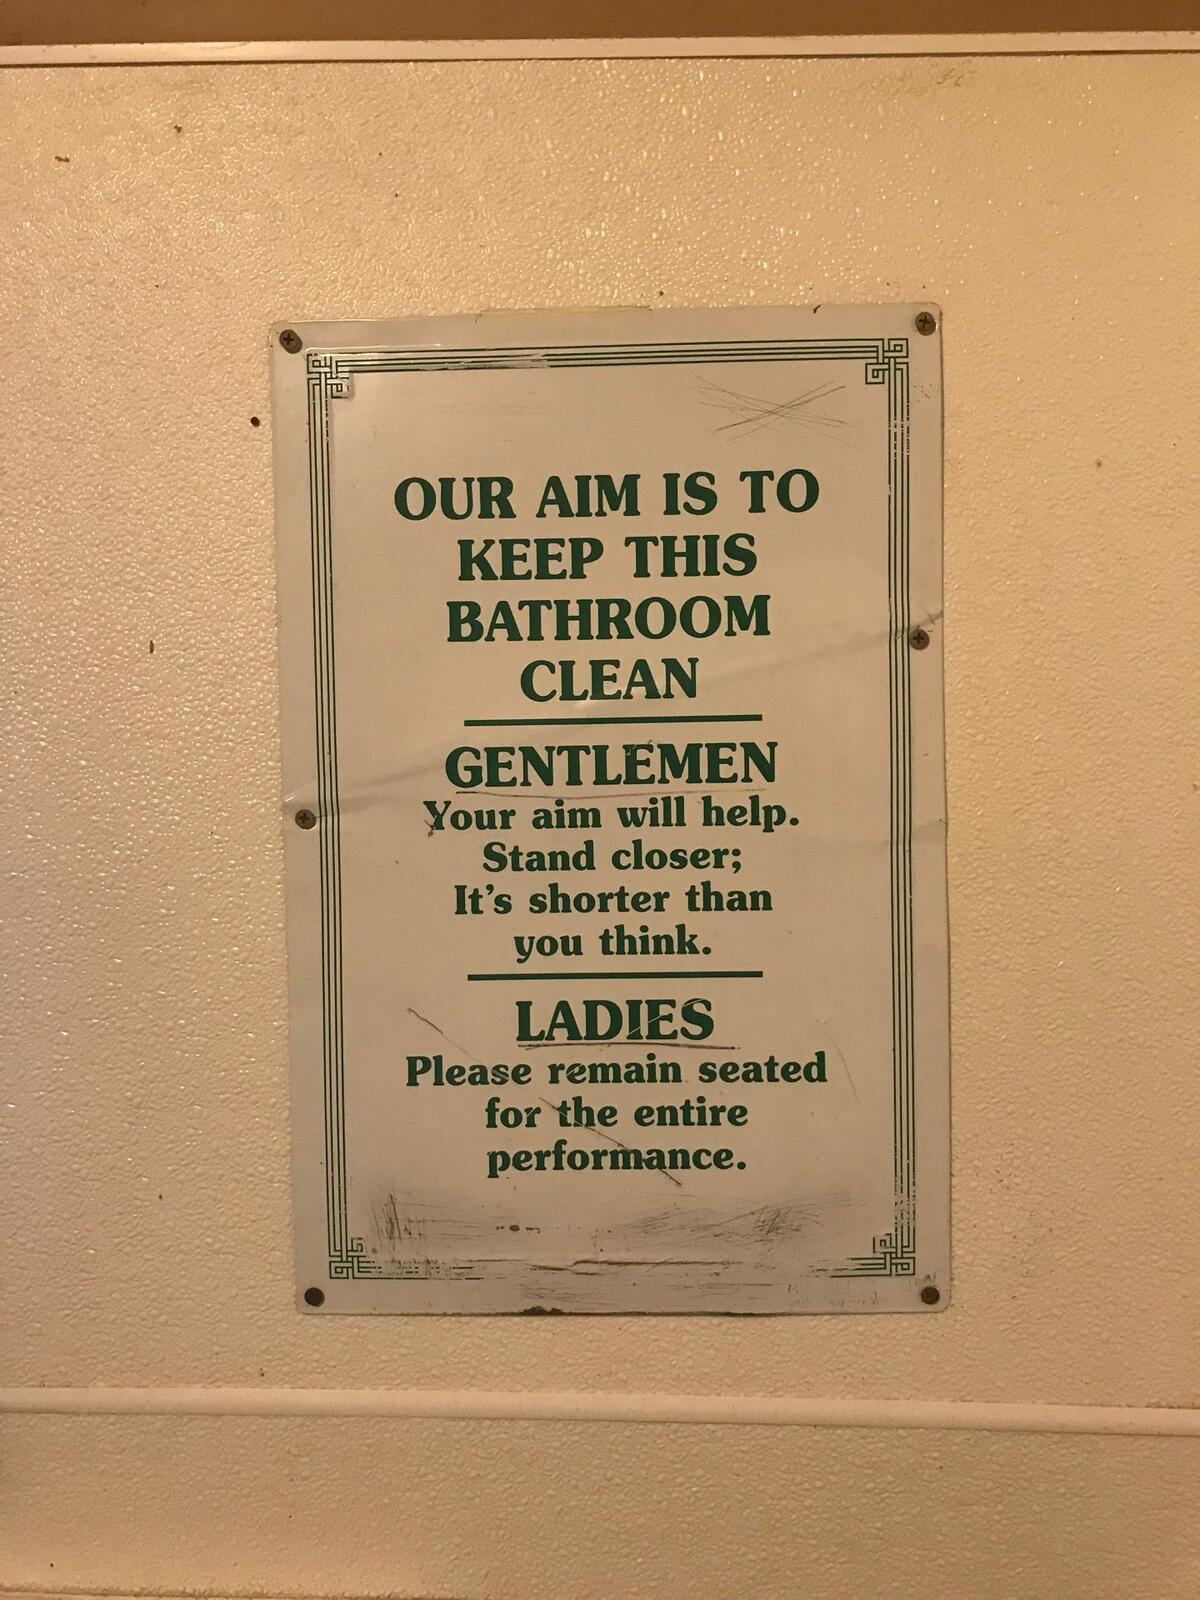 OUR AIM IS TO
KEEP THIS
BATHROOM
CLEAN
GENTLEMEN
Your aim will help.
Stand closer;
It's shorter than
you think.
LADIES
Please remain seated
for the entire
performance.